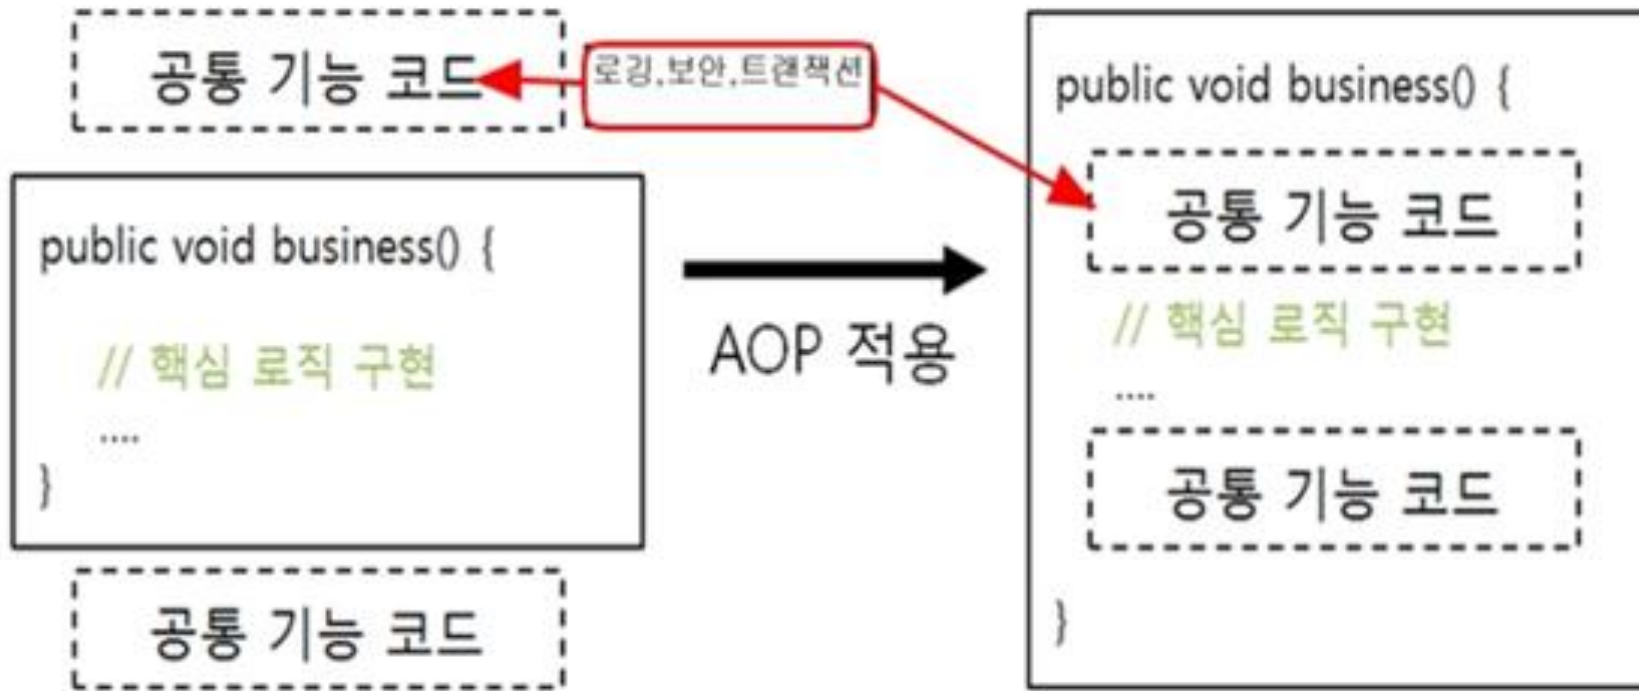 공통 기능 코드
로깅,보안,트랜잭션
public void business() {
// 핵심 로직 구현
....
}
공통 기능 코드
AOP 적용
public void business() {
공통 기능 코드
// 핵심 로직 구현
....
공통 기능 코드
}